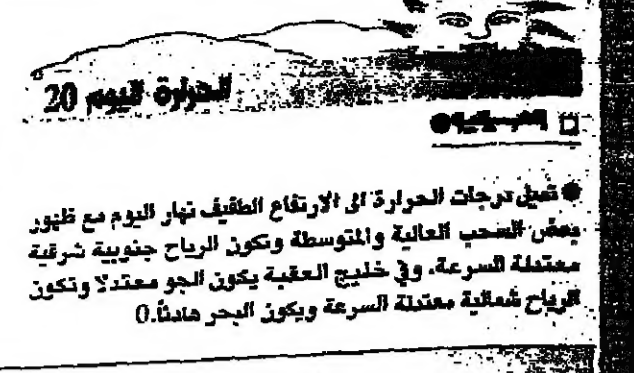 الحرارة اليوم 20
● تميل درجات الحرارة الى الارتفاع الطفيف نهار اليوم مع ظهور
بعض السحب العالية والمتوسطة وتكون الرياح جنوبية شرقية
معتدلة السرعة. وفي خليج العقبة يكون الجو معتدلا وتكون
الرياح شمالية معتدلة السرعة ويكون البحر هادئاً.()